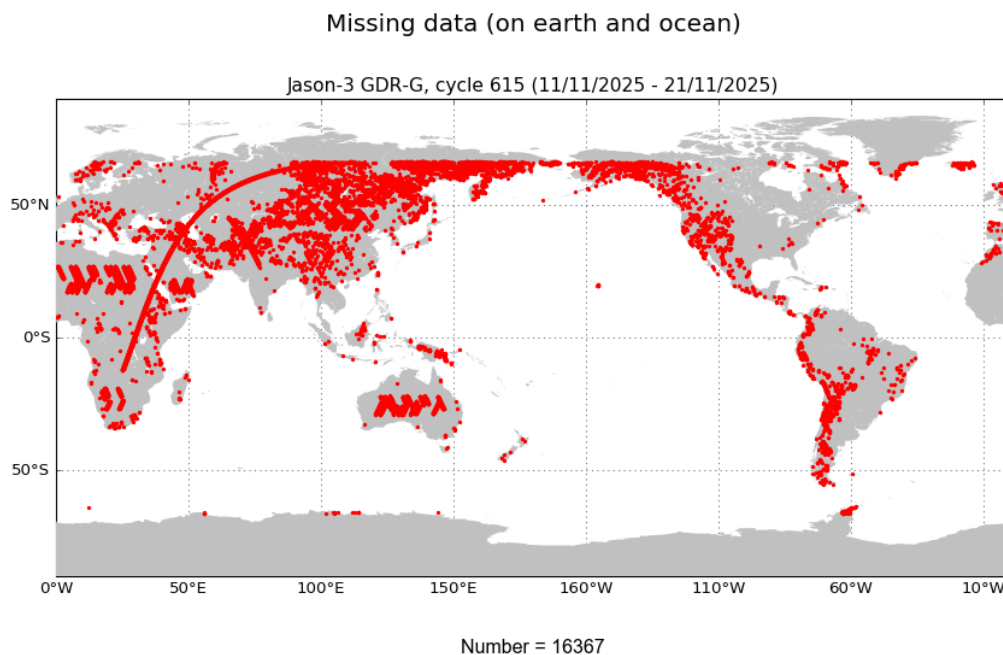 Missing data (on earth and ocean)
Jason-3 GDR-G, cycle 615 (11/11/2025 - 21/11/2025)
50°N
0°S
50°S
0°W 50°E 100°E 150°E 160°W 110°W 60°W 10°W
Number = 16367